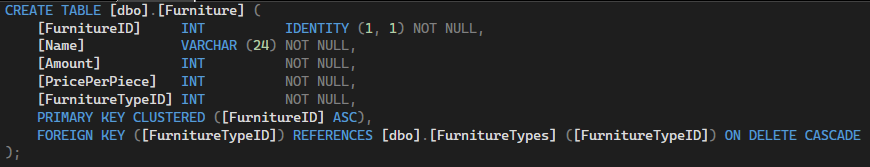 CREATE TABLE [dbo].[Furniture] (
    [FurnitureID]     INT          IDENTITY (1, 1) NOT NULL,
    [Name]            VARCHAR (24) NOT NULL,
    [Amount]          INT          NOT NULL,
    [PricePerPiece]   INT          NOT NULL,
    [FurnitureTypeID] INT          NOT NULL,
    PRIMARY KEY CLUSTERED ([FurnitureID] ASC),
    FOREIGN KEY ([FurnitureTypeID]) REFERENCES [dbo].[FurnitureTypes] ([FurnitureTypeID]) ON DELETE CASCADE
);